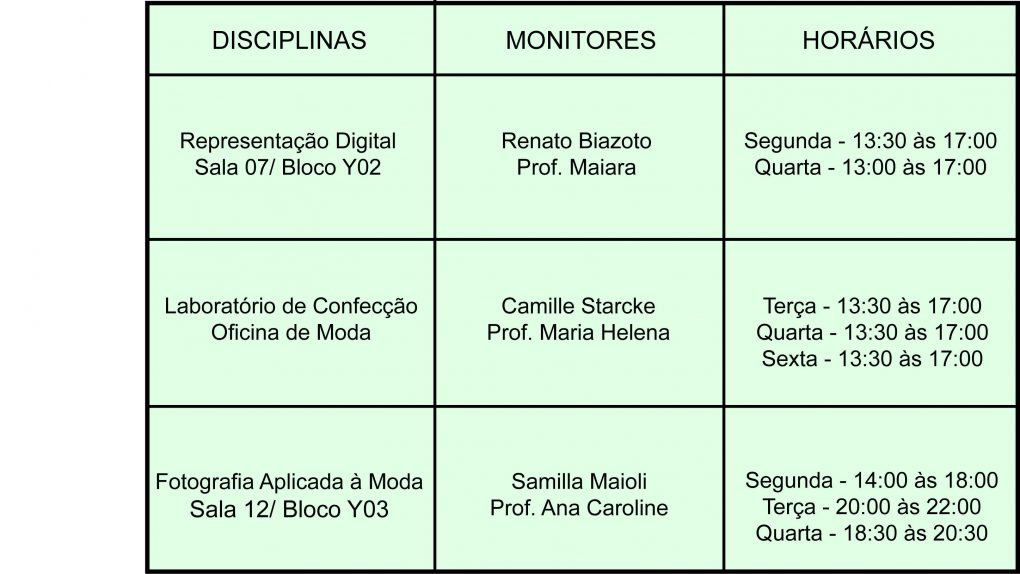 DISCIPLINAS
MONITORES
HORÁRIOS
Representação Digital
Sala 07/ Bloco Y02
Renato Biazoto
Prof. Maiara
Segunda - 13:30 às 17:00
Quarta - 13:00 às 17:00
Laboratório de Confecção
Oficina de Moda
Camille Starcke
Prof. Maria Helena
Terça - 13:30 às 17:00
Quarta - 13:30 às 17:00
Sexta - 13:30 às 17:00
Fotografia Aplicada à Moda
Sala 12/ Bloco Y03
Samilla Maioli
Prof. Ana Caroline
Segunda - 14:00 às 18:00
Terça - 20:00 às 22:00
Quarta - 18:30 às 20:30